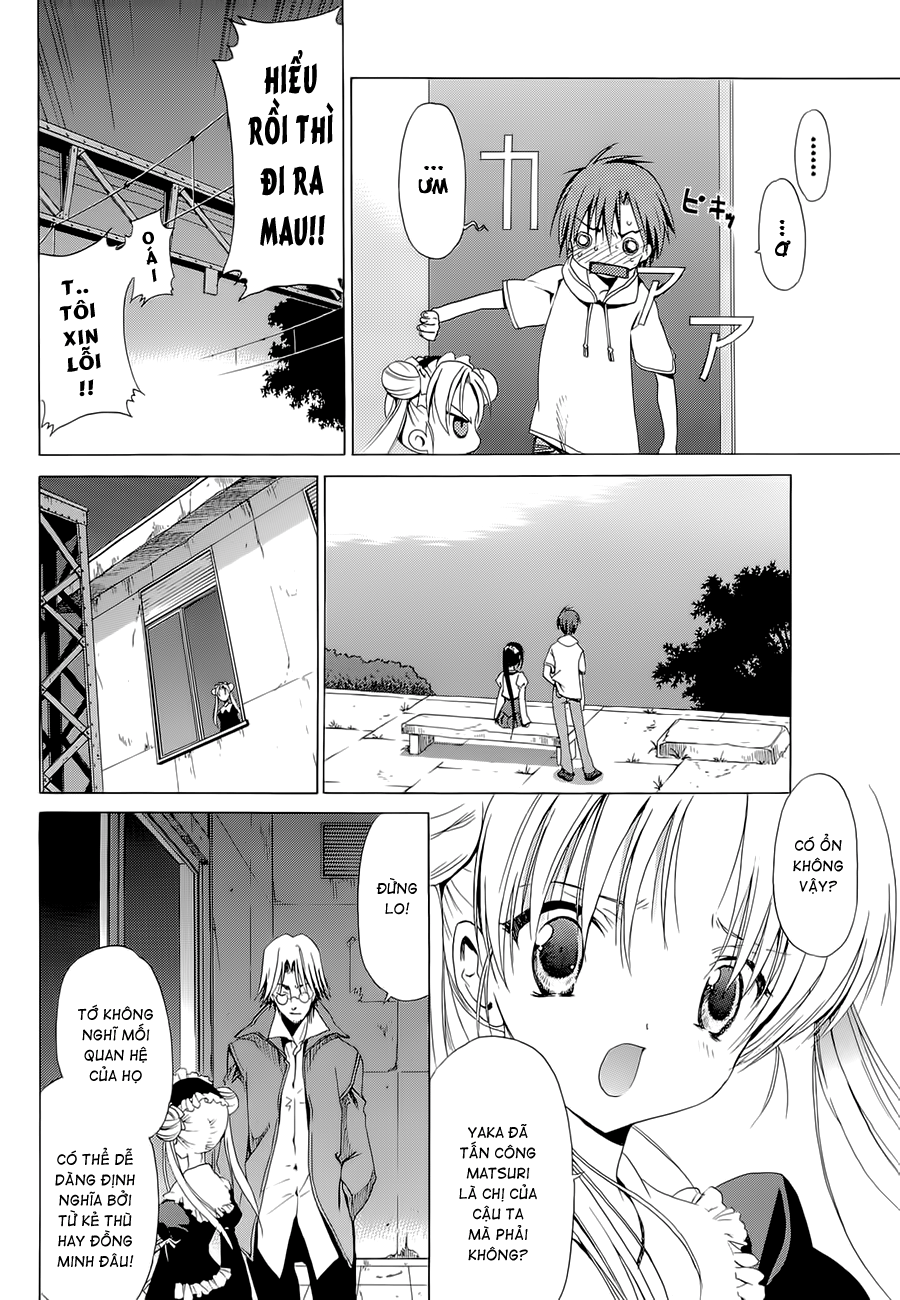 ……
…Ơ
ピキッ
カ
アア
…
ƯM
HIỂU
RỒI THÌ
ĐI RA
MAU!!
OÁI
T..
TÔI
XIN
LỖI
!!
CÓ ỔN
KHÔNG
VẬY?
YAKA ĐÃ
TẤN CÔNG
MATSURI
LÀ CHỊ CỦA
CẬU TA
MÀ PHẢI
KHÔNG?
ĐỪNG
LO!
TỚ KHÔNG
NGHĨ MỐI
QUAN HỆ
CỦA HỌ
CÓ THỂ DỄ
DÀNG ĐỊNH
NGHĨA BỞI
TỪ KẺ THÙ
HAY ĐỒNG
MINH ĐÂU!